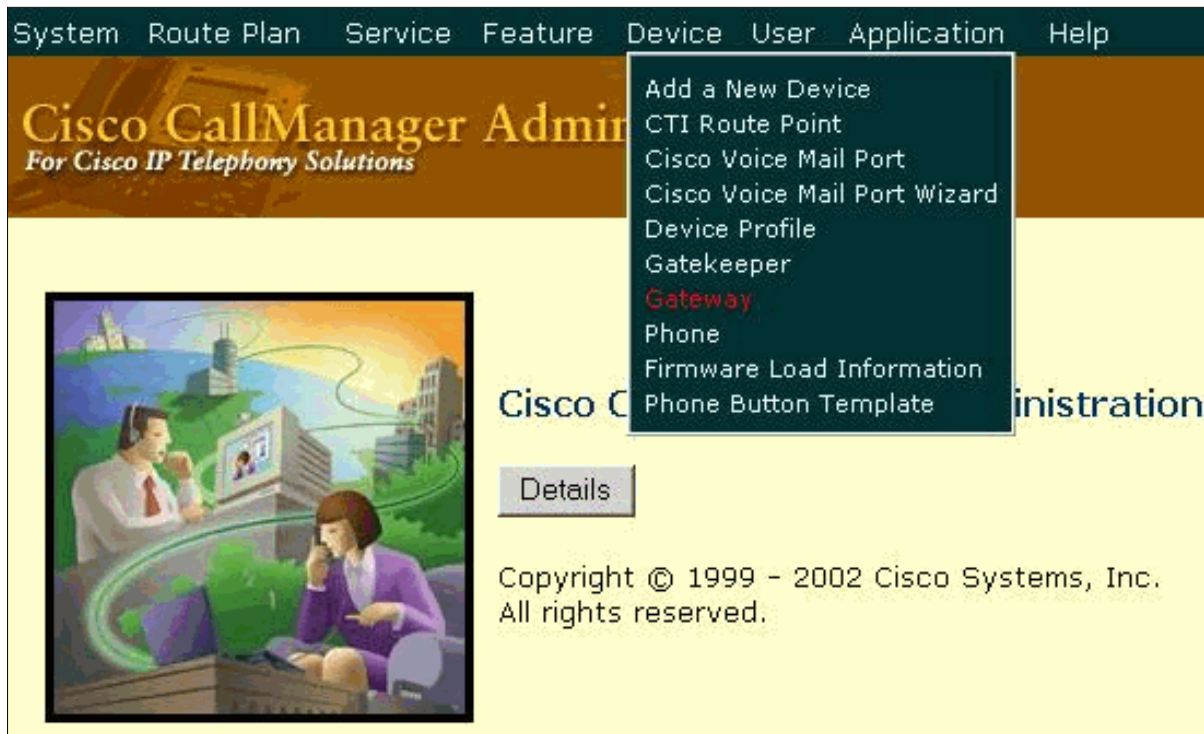 System Route Plan Service Feature Device User Application Help
Cisco CallManager Admin
For Cisco IP Telephony Solutions
Add a New Device
CTI Route Point
Cisco Voice Mail Port
Cisco Voice Mail Port Wizard
Device Profile
Gatekeeper
Gateway
Phone
Firmware Load Information
Phone Button Template
Cisco C inistration
Details
Copyright © 1999 - 2002 Cisco Systems, Inc.
All rights reserved.